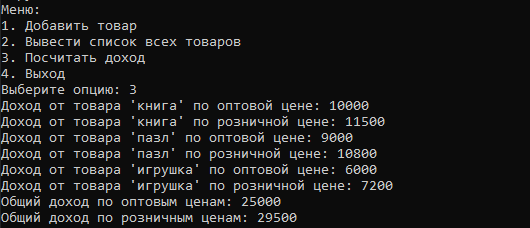 Меню:
1. Добавить товар
2. Вывести список всех товаров
3. Посчитать доход
4. Выход
Выберите опцию: 3
Доход от товара 'книга' по оптовой цене: 10000
Доход от товара 'книга' по розничной цене: 11500
Доход от товара 'пазл' по оптовой цене: 9000
Доход от товара 'пазл' по розничной цене: 10800
Доход от товара 'игрушка' по оптовой цене: 6000
Доход от товара 'игрушка' по розничной цене: 7200
Общий доход по оптовым ценам: 25000
Общий доход по розничным ценам: 29500